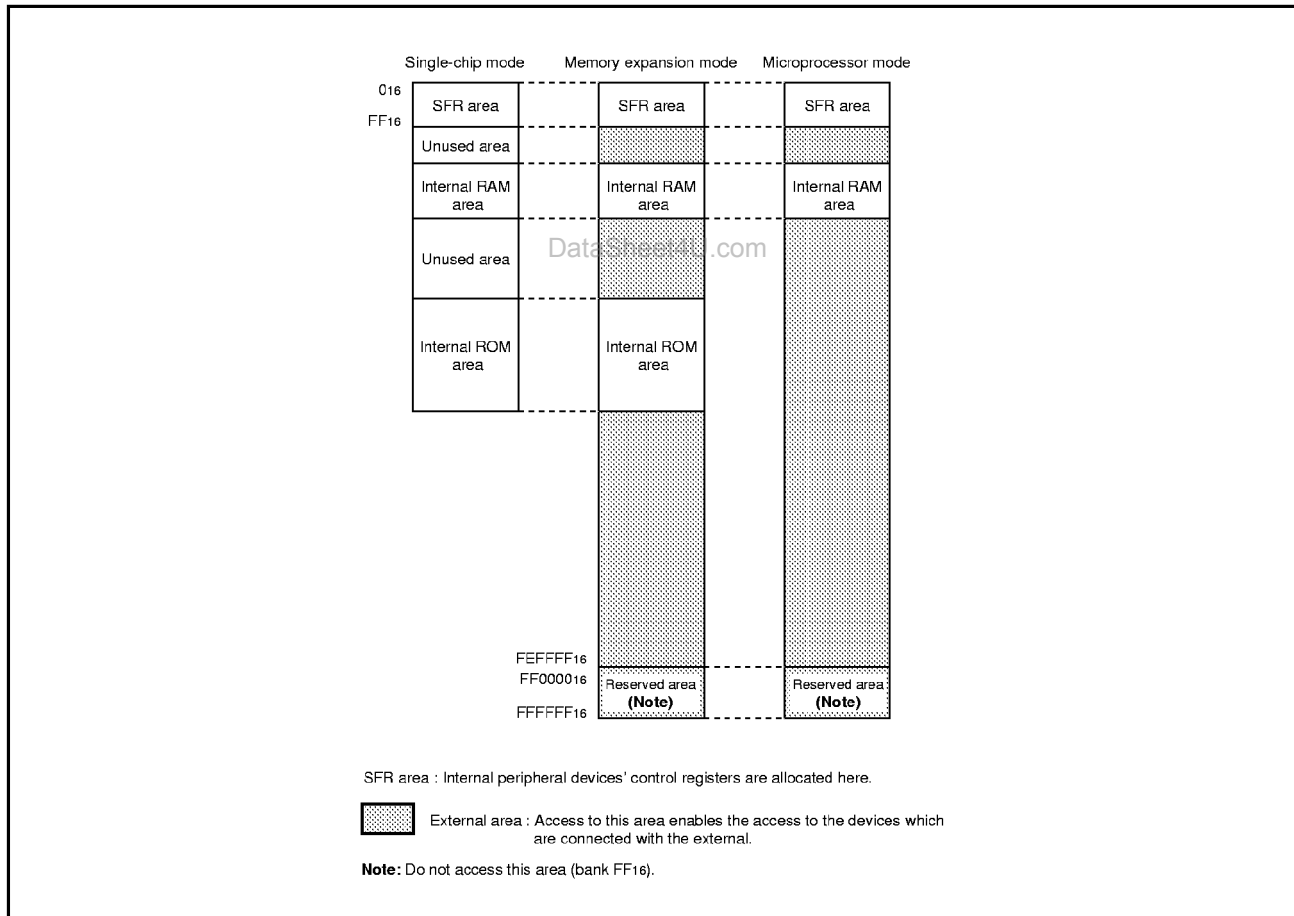 Single-chip mode Memory expansion mode Microprocessor mode
016
FF16
SFR area SFR area SFR area
Unused area
Internal RAM area Internal RAM area Internal RAM area
Unused area
DataSheet4U.com
Internal ROM area Internal ROM area
FEFFFF16
FF000016
FFFFFF16
Reserved area (Note) Reserved area (Note)
SFR area : Internal peripheral devices' control registers are allocated here.
External area : Access to this area enables the access to the devices which
are connected with the external.
Note: Do not access this area (bank FF16).